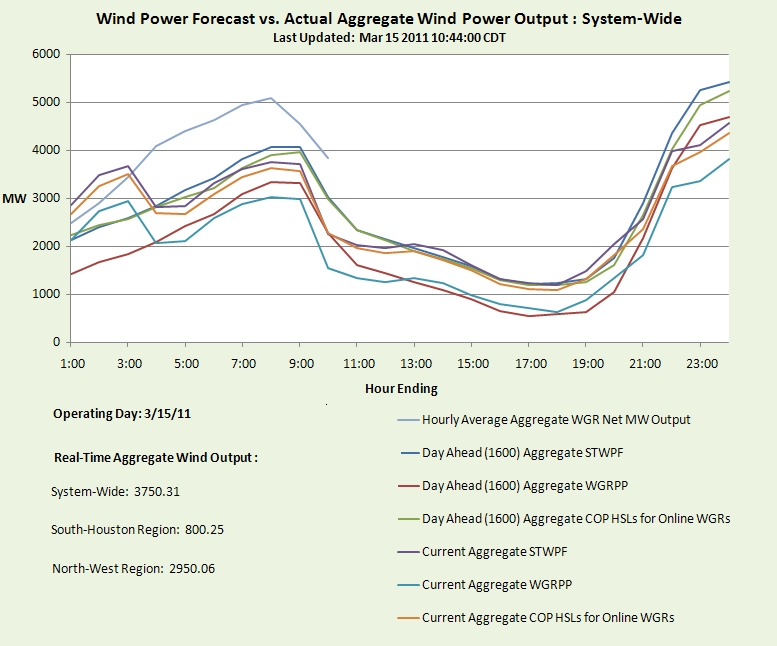 Wind Power Forecast vs. Actual Aggregate Wind Power Output : System-Wide
Last Updated: Mar 15 2011 10:44:00 CDT
6000
5000
4000
MW
3000
2000
1000
0
1:00 3:00 5:00 7:00 9:00 11:00 13:00 15:00 17:00 19:00 21:00 23:00
Hour Ending
Operating Day: 3/15/11
Real-Time Aggregate Wind Output :
System-Wide: 3750.31
South-Houston Region: 800.25
North-West Region: 2950.06
Hourly Average Aggregate WGR Net MW Output
Day Ahead (1600) Aggregate STWPF
Day Ahead (1600) Aggregate WGRPP
Day Ahead (1600) Aggregate COP HSLs for Online WGRs
Current Aggregate STWPF
Current Aggregate WGRPP
Current Aggregate COP HSLs for Online WGRs